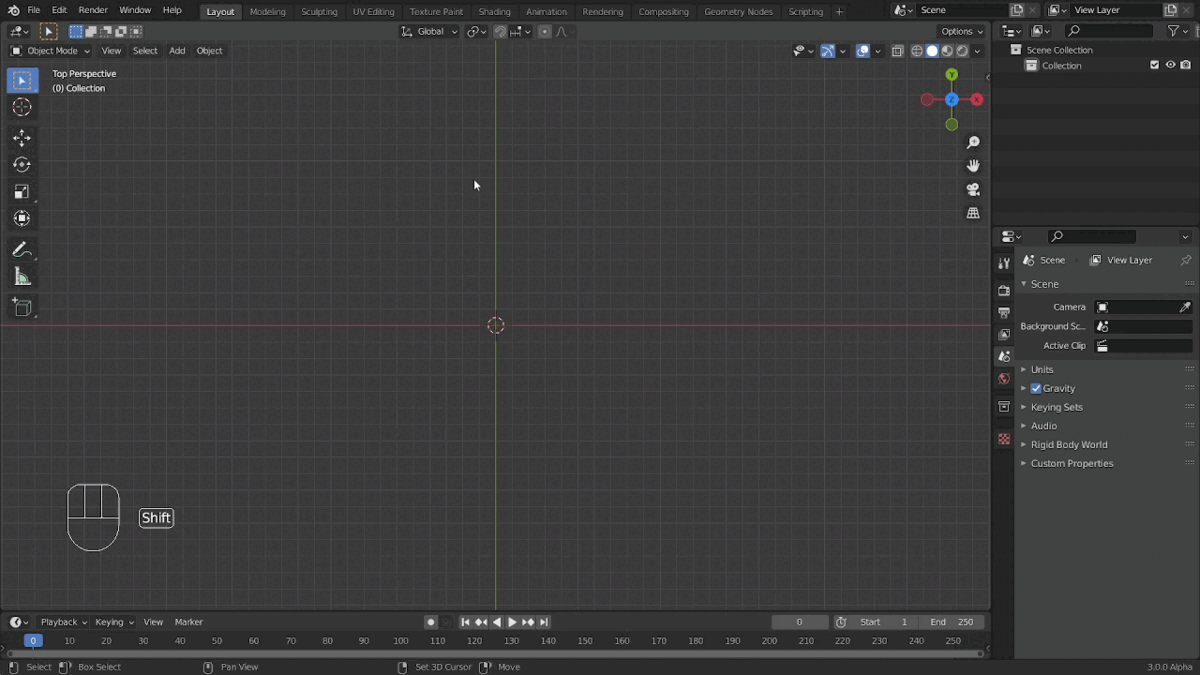 File Edit Render Window Help Layout Modeling Sculpting UV Editing Texture Paint Shading Animation Rendering Compositing Geometry Nodes Scripting + Scene View Layer
Global Options
Object Mode View Select Add Object
Scene Collection
Collection
Top Perspective
(0) Collection
Y
X
Z
Scene View Layer
Scene
Camera
Background Sc...
Active Clip
Units
Gravity
Keying Sets
Audio
Rigid Body World
Custom Properties
Shift
Playback Keying View Marker 0 Start 1 End 250
0 10 20 30 40 50 60 70 80 90 100 110 120 130 140 150 160 170 180 190 200 210 220 230 240 250
Select Box Select Pan View Set 3D Cursor Move 3.0.0 Alpha